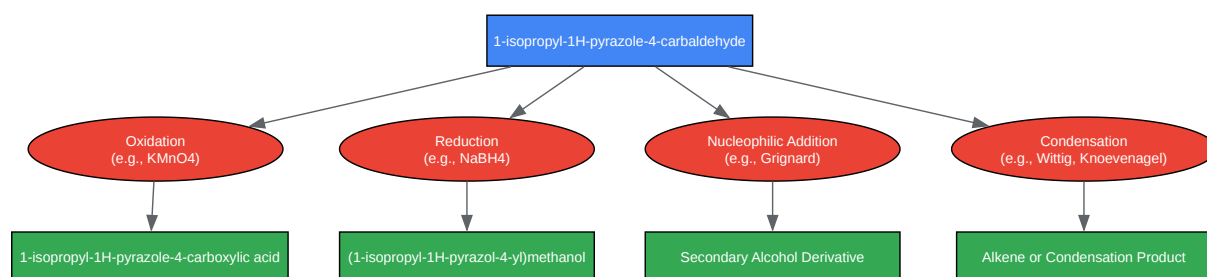 1-isopropyl-1H-pyrazole-4-carbaldehyde
Oxidation
(e.g., KMnO4)
Reduction
(e.g., NaBH4)
Nucleophilic Addition
(e.g., Grignard)
Condensation
(e.g., Wittig, Knoevenagel)
1-isopropyl-1H-pyrazole-4-carboxylic acid
(1-isopropyl-1H-pyrazol-4-yl)methanol
Secondary Alcohol Derivative
Alkene or Condensation Product